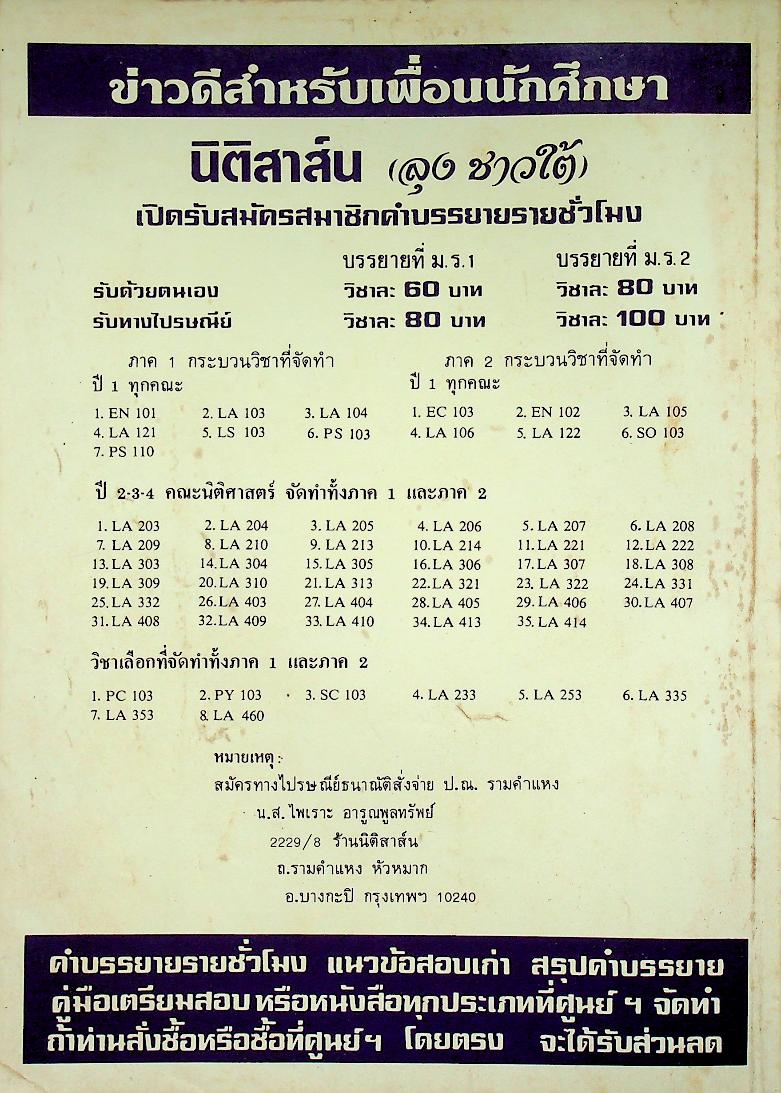 ข่าวดีสำหรับเพื่อนนักศึกษา
นิติสาส์น (ลุง ชาวใต้)
เปิดรับสมัครสมาชิกคำบรรยายรายชั่วโมง
บรรยายที่ ม.ร.1 บรรยายที่ ม.ร.2
รับด้วยตนเอง วิชาละ 60 บาท วิชาละ 80 บาท
รับทางไปรษณีย์ วิชาละ 80 บาท วิชาละ 100 บาท
ภาค 1 กระบวนวิชาที่จัดทำ ภาค 2 กระบวนวิชาที่จัดทำ
ปี 1 ทุกคณะ ปี 1 ทุกคณะ
1. EN 101 2. LA 103 3. LA 104 1. EC 103 2. EN 102 3. LA 105
4. LA 121 5. LS 103 6. PS 103 4. LA 106 5. LA 122 6. SO 103
7. PS 110
ปี 2-3-4 คณะนิติศาสตร์ จัดทำทั้งภาค 1 และภาค 2
1. LA 203 2. LA 204 3. LA 205 4. LA 206 5. LA 207 6. LA 208
7. LA 209 8. LA 210 9. LA 213 10. LA 214 11. LA 221 12. LA 222
13. LA 303 14. LA 304 15. LA 305 16. LA 306 17. LA 307 18. LA 308
19. LA 309 20. LA 310 21. LA 313 22. LA 321 23, LA 322 24. LA 331
25. LA 332 26. LA 403 27. LA 404 28. LA 405 29. LA 406 30. LA 407
31. LA 408 32. LA 409 33. LA 410 34. LA 413 35. LA 414
วิชาเลือกที่จัดทำทั้งภาค 1 และภาค 2
1. PC 103 2. PY 103 3. SC 103 4. LA 233 5. LA 253 6. LA 335
7. LA 353 8. LA 460
หมายเหตุ :
สมัครทางไปรษณีย์ธนาณัติสั่งจ่าย ป.ณ. รามคำแหง
น.ส.ไพเราะ อารูณพูลทรัพย์
2229/8 ร้านนิติสาส์น
ถ.รามคำแหง หัวหมาก
อ.บางกะปิ กรุงเทพฯ 10240
คำบรรยายรายชั่วโมง แนวข้อสอบเก่า สรุปคำบรรยาย
คู่มือเตรียมสอบ หรือหนังสือทุกประเภทที่ศูนย์ ฯ จัดทำ
ถ้าท่านสั่งซื้อหรือซื้อที่ศูนย์ฯ โดยตรง จะได้รับส่วนลด